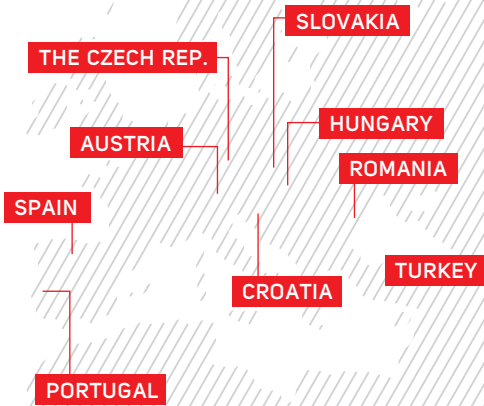 SLOVAKIA
THE CZECH REP.
HUNGARY
AUSTRIA
ROMANIA
SPAIN
TURKEY
CROATIA
PORTUGAL